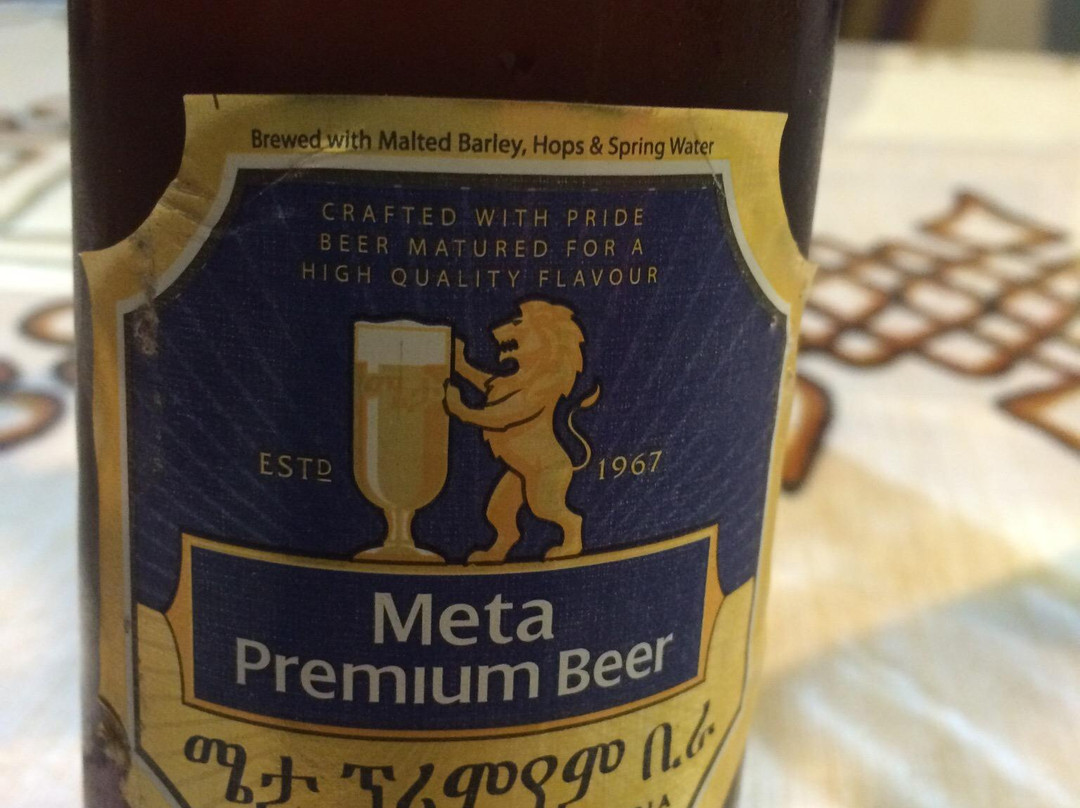 Brewed with Malted Barley, Hops & Spring Water
CRAFTED WITH PRIDE
BEER MATURED FOR A
HIGH QUALITY FLAVOUR
ESTD 1967
Meta
Premium Beer
ሜታ ፕሪሚየም ቢራ